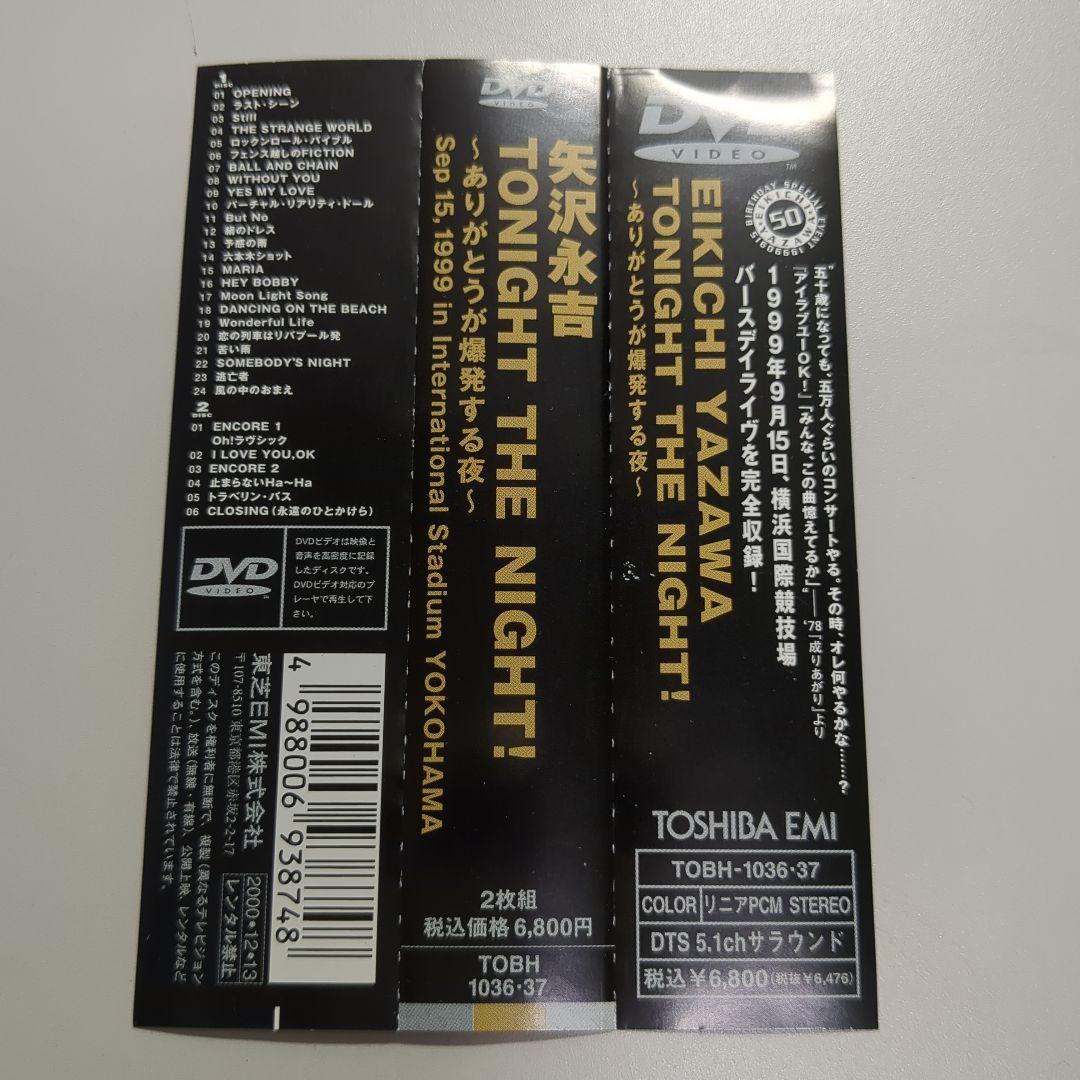 1
DISC
01 OPENING
02 ラスト・シーン
03 Still
04 THE STRANGE WORLD
05 ロックンロール・バイブル
06 フェンス越しのFICTION
07 BALL AND CHAIN
08 WITHOUT YOU
09 YES MY LOVE
10 バーチャル・リアリティ・ドール
11 But No
12 絹のドレス
13 予感の雨
14 六本木ショット
15 MARIA
16 HEY BOBBY
17 Moon Light Song
18 DANCING ON THE BEACH
19 Wonderful Life
20 恋の列車はリバプール発
21 苦い雨
22 SOMEBODY'S NIGHT
23 逃亡者
24 風の中のおまえ
2
DISC
01 ENCORE 1
Oh!ラヴシック
02 I LOVE YOU,OK
03 ENCORE 2
04 止まらないHa〜Ha
05 トラベリン・バス
06 CLOSING(永遠のひとかけら)
DVD
VIDEO
DVDビデオは映像と
音声を高密度に記録
したディスクです。
DVDビデオ対応のプ
レーヤで再生して下
さい。
4 988006 938748
東芝EMI株式会社
〒107-8510 東京都港区赤坂2-2-17
このディスクを権利者に無断で、複製(異なるテレビジョン
方式を含む。)、放送(無線・有線)、公開上映、レンタルなど
に使用することは法律で禁止されています。
2000・12・13
レンタル禁止
DVD
VIDEO
矢沢永吉
TONIGHT THE NIGHT!
〜ありがとうが爆発する夜〜
Sep 15,1999 in International Stadium YOKOHAMA
2枚組
税込価格 6,800円
TOBH
1036・37
DVD
VIDEO
TM
EIKICHI YAZAWA
TONIGHT THE NIGHT!
〜ありがとうが爆発する夜〜
BIRTHDAY SPECIAL EVENT
EIKICHI YAZAWA
50
19990915
“五十歳になっても、五万人ぐらいのコンサートやる。その時、オレ何やるかな……?
「アイラブユーOK!」「みんな、この曲憶えてるか」” ——'78「成りあがり」より
1999年9月15日、横浜国際競技場
バースデイライヴを完全収録!
TOSHIBA EMI
TOBH-1036・37
COLOR リニアPCM STEREO
DTS 5.1chサラウンド
税込¥6,800(税抜¥6,476)